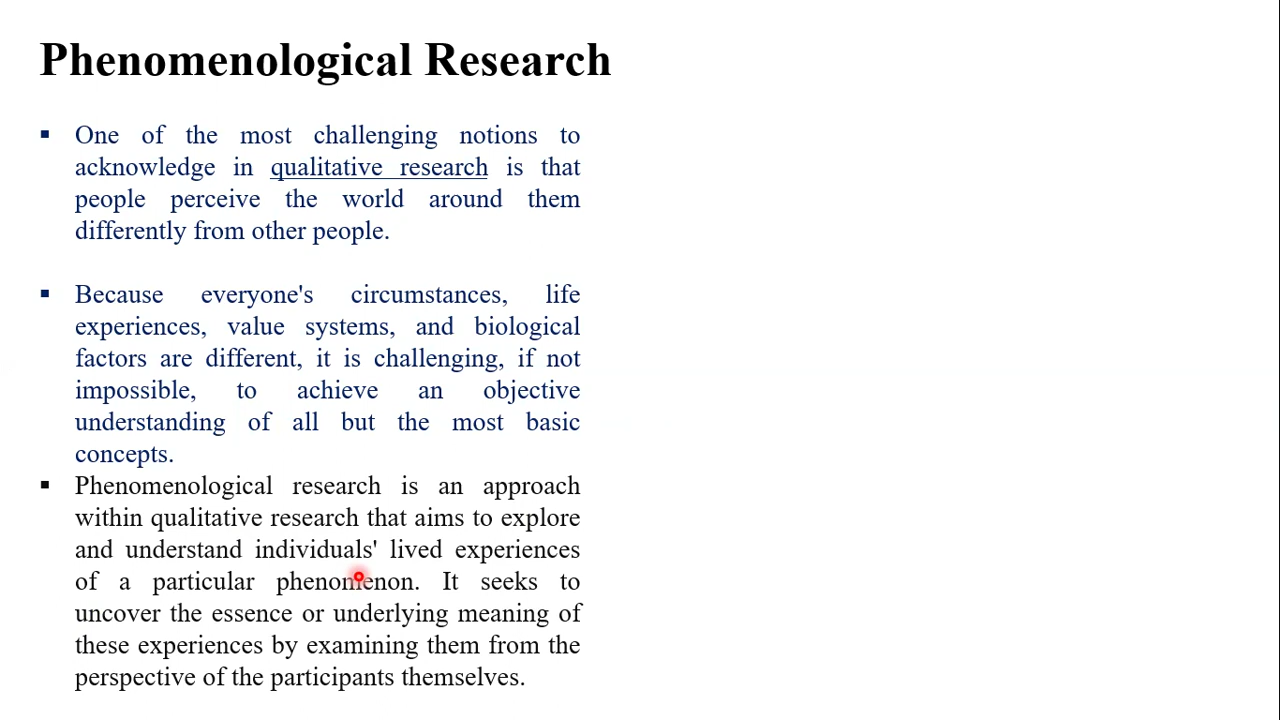 Phenomenological Research
▪ One of the most challenging notions to
acknowledge in qualitative research is that
people perceive the world around them
differently from other people.
▪ Because everyone's circumstances, life
experiences, value systems, and biological
factors are different, it is challenging, if not
impossible, to achieve an objective
understanding of all but the most basic
concepts.
▪ Phenomenological research is an approach
within qualitative research that aims to explore
and understand individuals' lived experiences
of a particular phenomenon. It seeks to
uncover the essence or underlying meaning of
these experiences by examining them from the
perspective of the participants themselves.